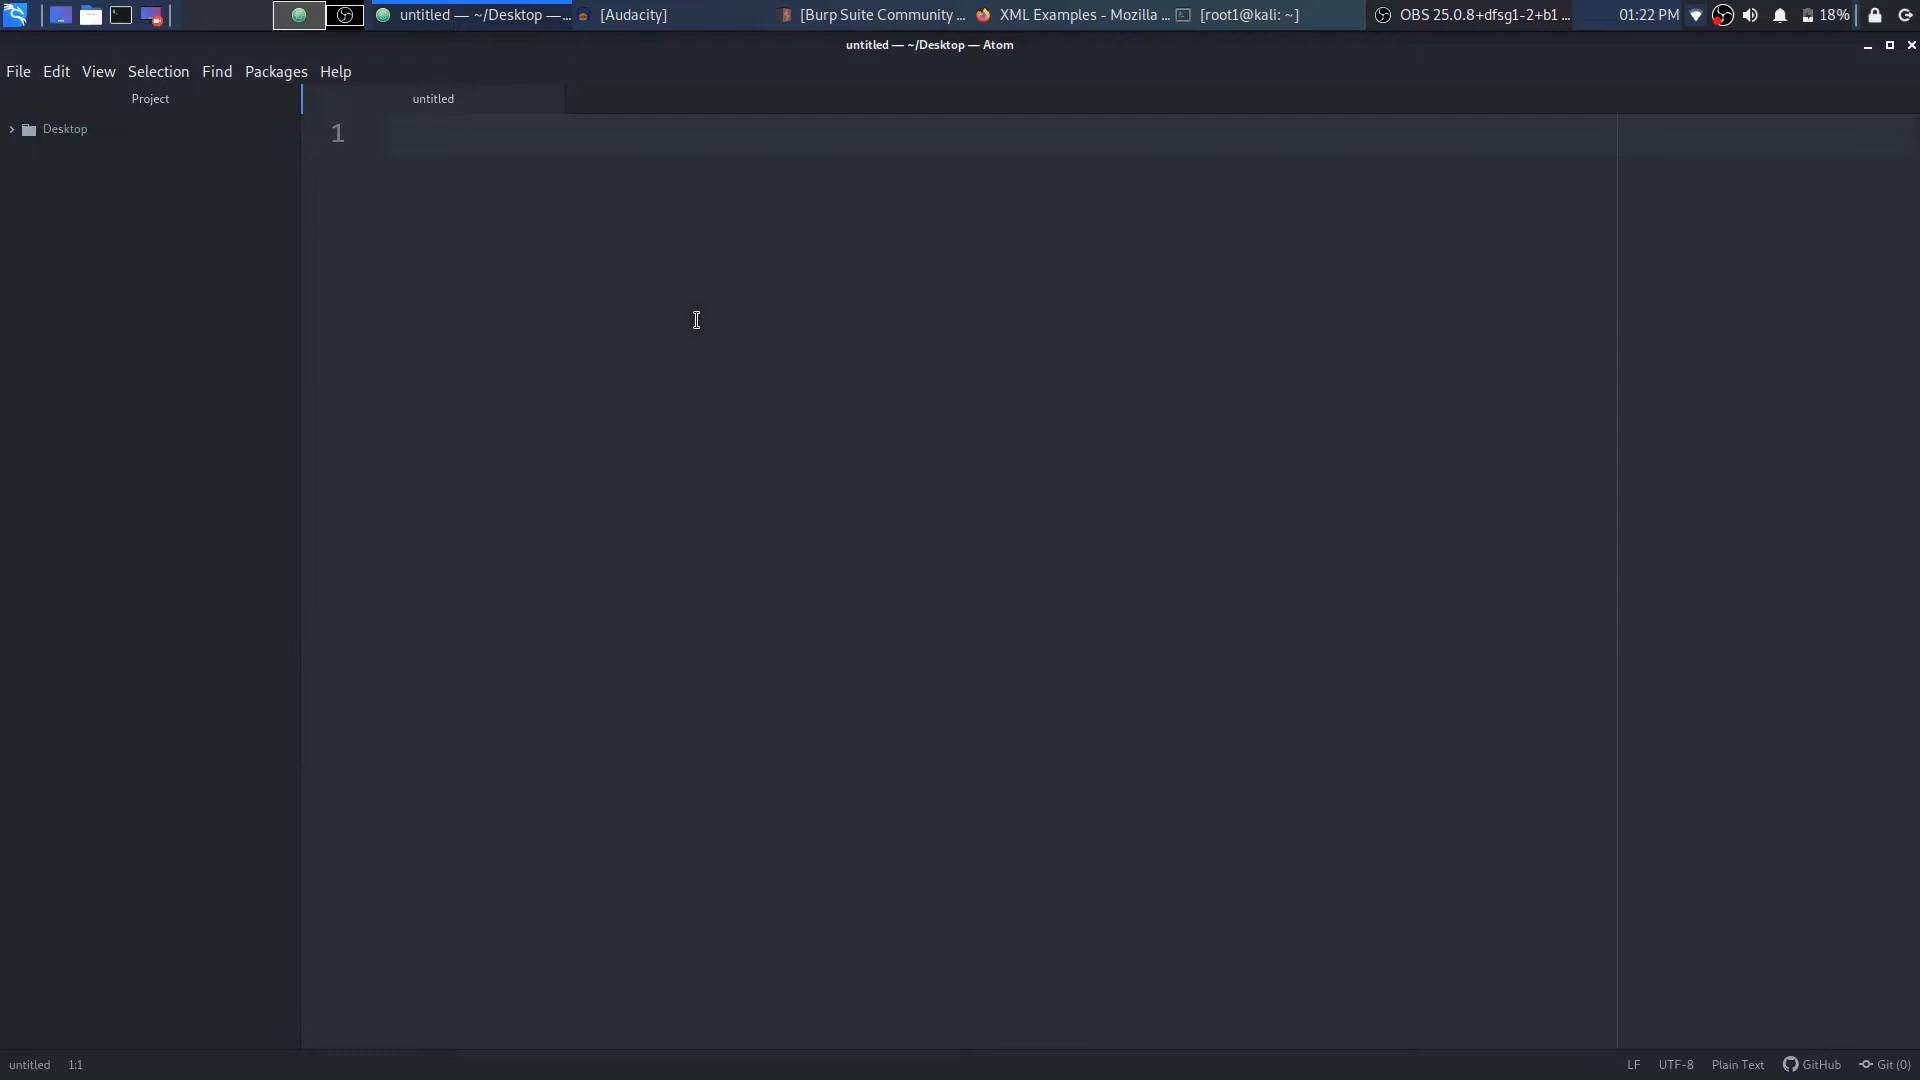 untitled — ~/Desktop —...
[Audacity]
[Burp Suite Community ...
XML Examples - Mozilla ...
[root1@kali: ~]
OBS 25.0.8+dfsg1-2+b1 ...
01:22 PM
18%
untitled — ~/Desktop — Atom
File Edit View Selection Find Packages Help
Project
untitled
Desktop
1
untitled 1:1
LF UTF-8 Plain Text GitHub Git (0)